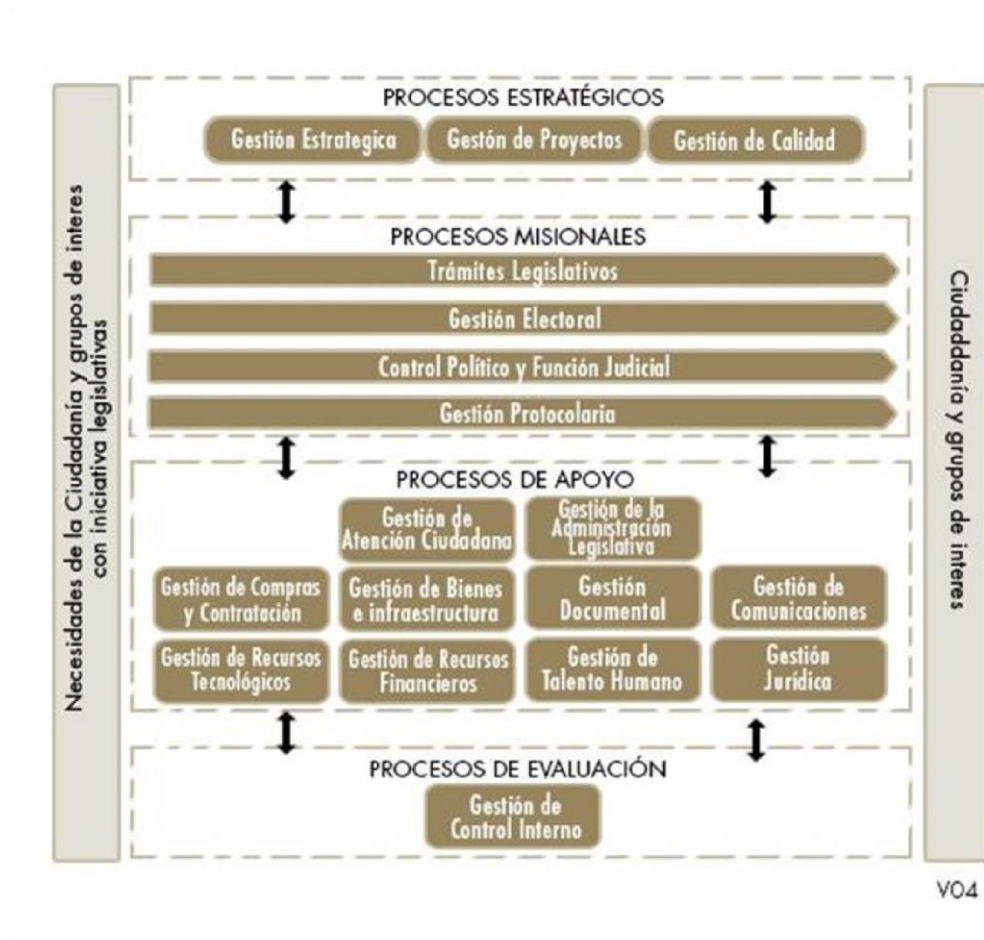 Necesidades de la Ciudadanía y grupos de interes
con iniciativa legislativas
PROCESOS ESTRATÉGICOS
Gestión Estrategica
Gestón de Proyectos
Gestión de Calidad
PROCESOS MISIONALES
Trámites Legislativos
Gestión Electoral
Control Político y Función Judicial
Gestión Protocolaria
PROCESOS DE APOYO
Gestión de
Atención Ciudadana
Gestión de la
Administración
Legislativa
Gestión de Compras
y Contratación
Gestión de Bienes
e infraestructura
Gestión
Documental
Gestión de
Comunicaciones
Gestión de Recursos
Tecnológicos
Gestión de Recursos
Financieros
Gestión de
Talento Humano
Gestión
Jurídica
PROCESOS DE EVALUACIÓN
Gestión de
Control Interno
Ciudaddanía y grupos de interes
V04